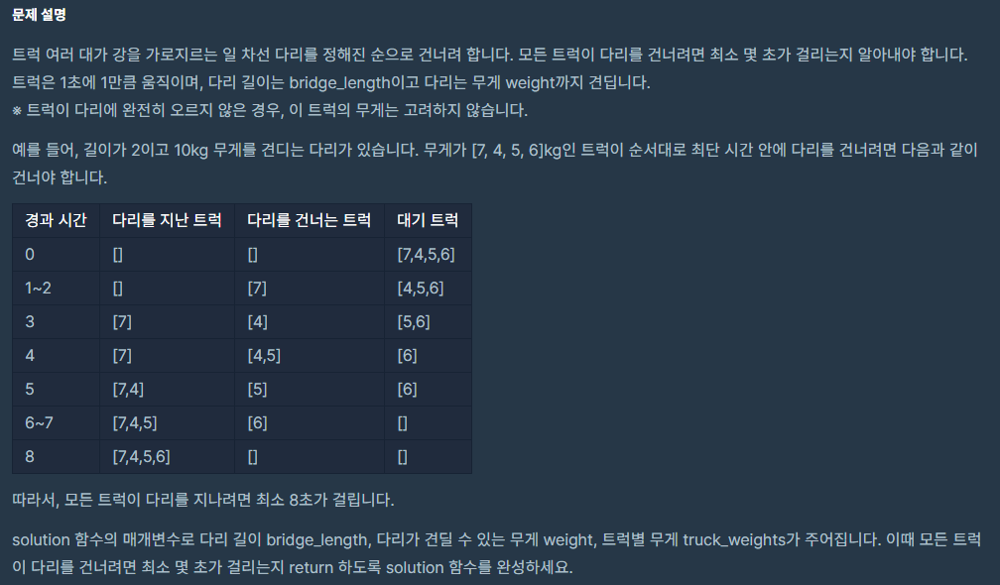 문제 설명
트럭 여러 대가 강을 가로지르는 일 차선 다리를 정해진 순으로 건너려 합니다. 모든 트럭이 다리를 건너려면 최소 몇 초가 걸리는지 알아내야 합니다.
트럭은 1초에 1만큼 움직이며, 다리 길이는 bridge_length이고 다리는 무게 weight까지 견딥니다.
※ 트럭이 다리에 완전히 오르지 않은 경우, 이 트럭의 무게는 고려하지 않습니다.
예를 들어, 길이가 2이고 10kg 무게를 견디는 다리가 있습니다. 무게가 [7, 4, 5, 6]kg인 트럭이 순서대로 최단 시간 안에 다리를 건너려면 다음과 같이
건너야 합니다.
경과 시간 다리를 지난 트럭 다리를 건너는 트럭 대기 트럭
0 [] [] [7,4,5,6]
1~2 [] [7] [4,5,6]
3 [7] [4] [5,6]
4 [7] [4,5] [6]
5 [7,4] [5] [6]
6~7 [7,4,5] [6] []
8 [7,4,5,6] [] []
따라서, 모든 트럭이 다리를 지나려면 최소 8초가 걸립니다.
solution 함수의 매개변수로 다리 길이 bridge_length, 다리가 견딜 수 있는 무게 weight, 트럭별 무게 truck_weights가 주어집니다. 이때 모든 트럭
이 다리를 건너려면 최소 몇 초가 걸리는지 return 하도록 solution 함수를 완성하세요.